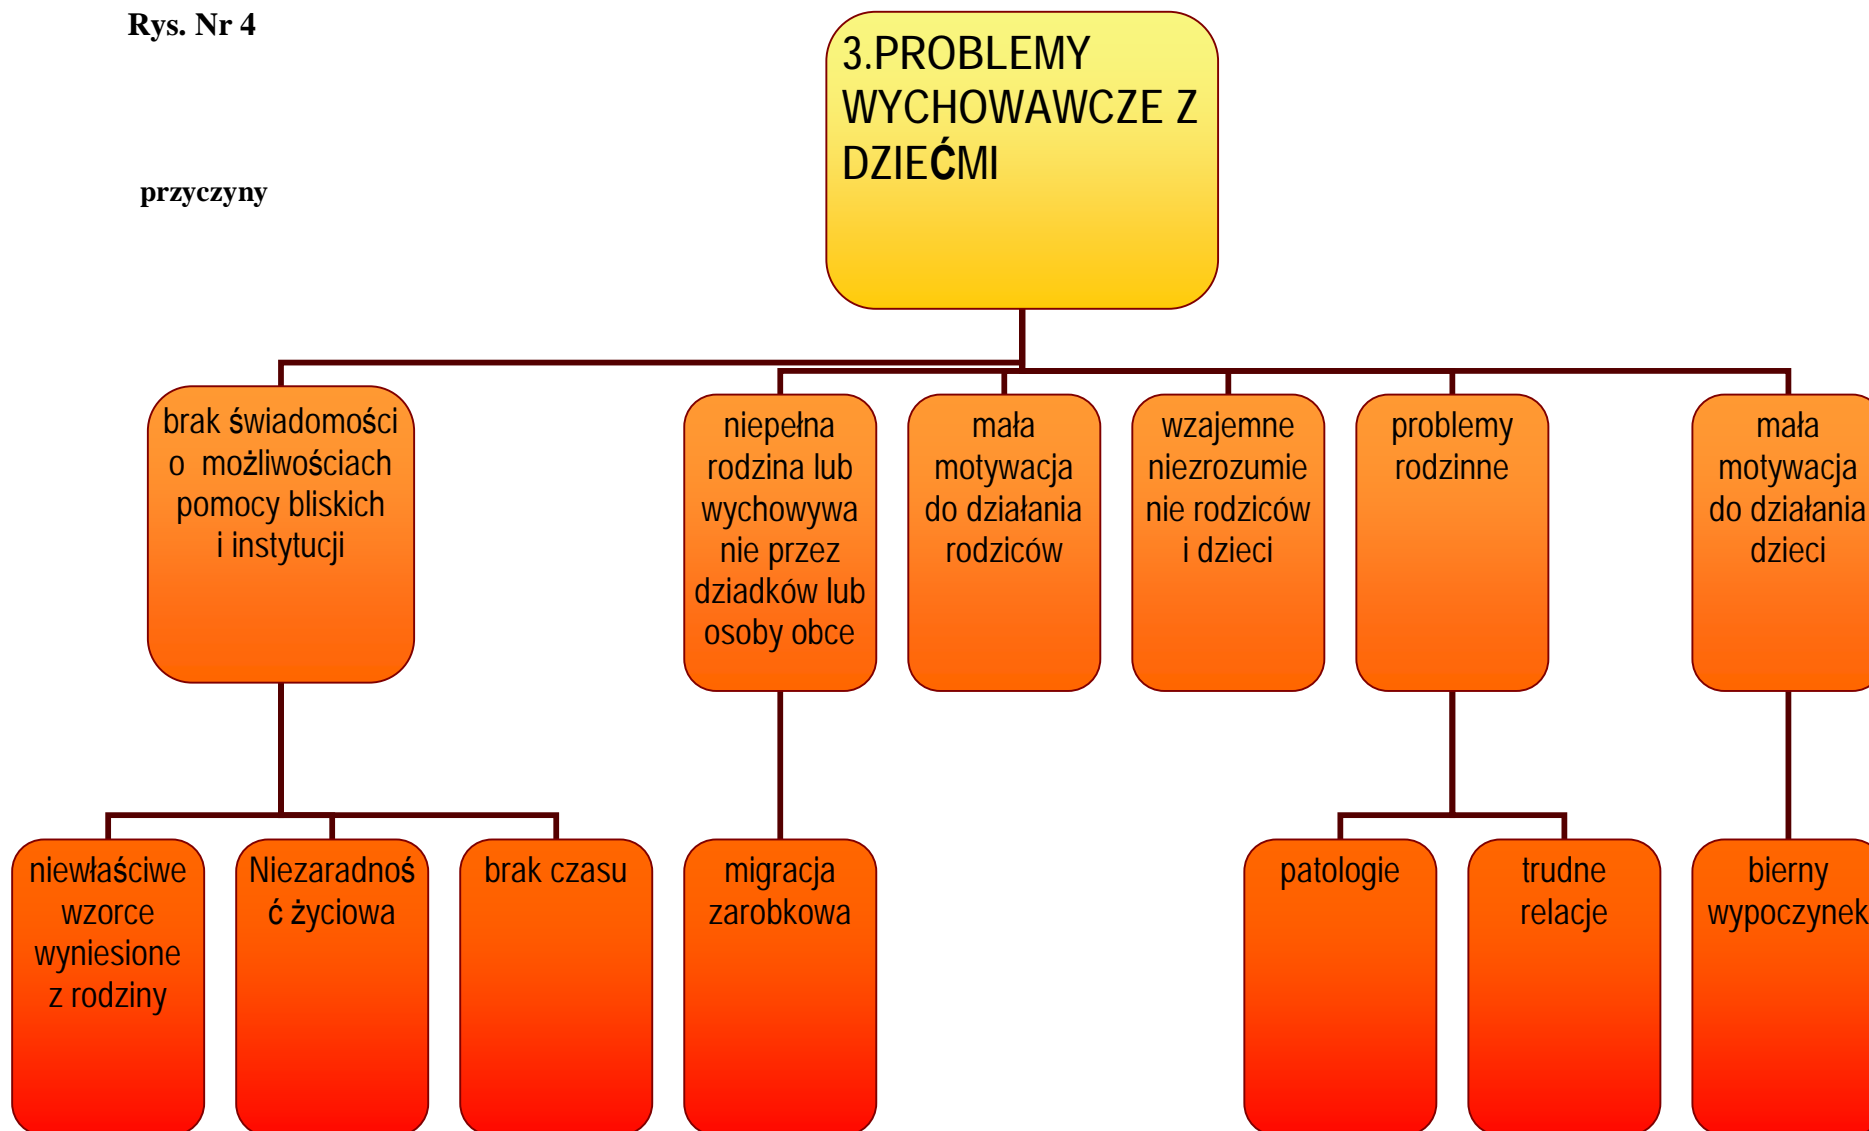 Rys. Nr 4
3.PROBLEMY
WYCHOWAWCZE Z
DZIEĆMI
przyczyny
brak świadomości
o możliwościach
pomocy bliskich
i instytucji
niepełna
rodzina lub
wychowywa
nie przez
dziadków lub
osoby obce
mała
motywacja
do działania
rodziców
wzajemne
niezrozumie
nie rodziców
i dzieci
problemy
rodzinne
mała
motywacja
do działania
dzieci
niewłaściwe
wzorce
wyniesione
z rodziny
Niezaradnoś
ć życiowa
brak czasu
migracja
zarobkowa
patologie
trudne
relacje
bierny
wypoczynek